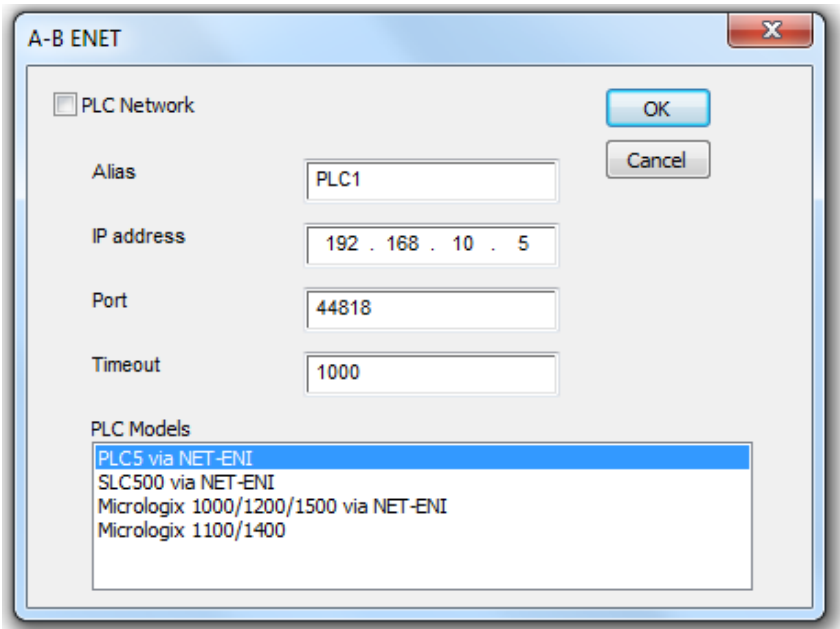 A-B ENET
PLC Network
OK
Cancel
Alias
PLC1
IP address
192 . 168 . 10 . 5
Port
44818
Timeout
1000
PLC Models
PLC5 via NET-ENI
SLC500 via NET-ENI
Micrologix 1000/1200/1500 via NET-ENI
Micrologix 1100/1400